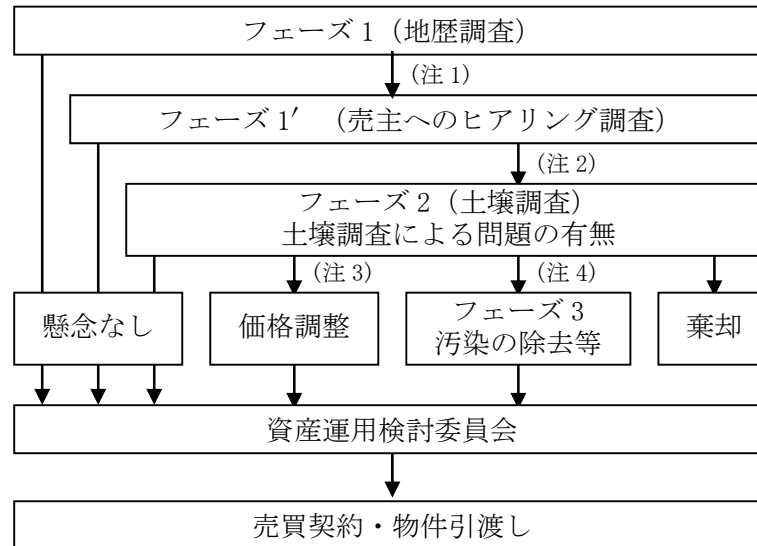 フェーズ1（地歴調査）
（注1）
フェーズ1′（売主へのヒアリング調査）
（注2）
フェーズ2（土壌調査）
土壌調査による問題の有無
（注3）
（注4）
懸念なし
価格調整
フェーズ3
汚染の除去等
棄却
資産運用検討委員会
売買契約・物件引渡し